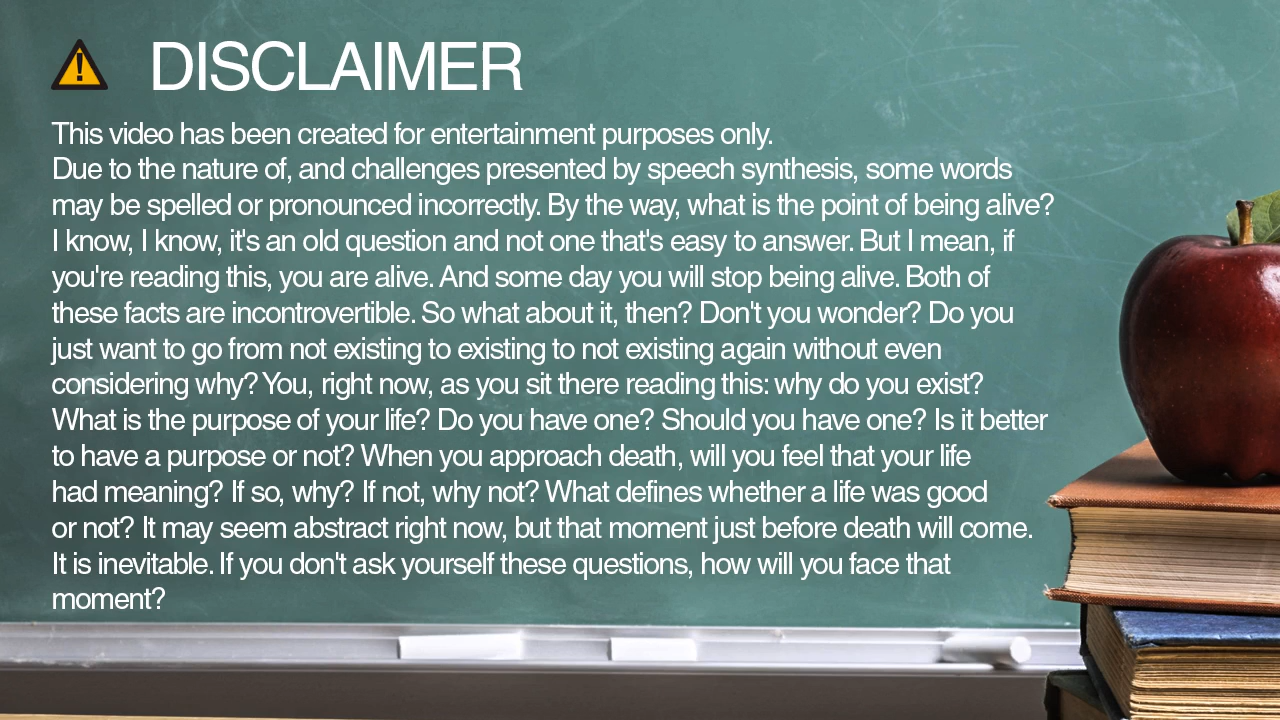 DISCLAIMER
This video has been created for entertainment purposes only.
Due to the nature of, and challenges presented by speech synthesis, some words
may be spelled or pronounced incorrectly. By the way, what is the point of being alive?
I know, I know, it's an old question and not one that's easy to answer. But I mean, if
you're reading this, you are alive. And some day you will stop being alive. Both of
these facts are incontrovertible. So what about it, then? Don't you wonder? Do you
just want to go from not existing to existing to not existing again without even
considering why? You, right now, as you sit there reading this: why do you exist?
What is the purpose of your life? Do you have one? Should you have one? Is it better
to have a purpose or not? When you approach death, will you feel that your life
had meaning? If so, why? If not, why not? What defines whether a life was good
or not? It may seem abstract right now, but that moment just before death will come.
It is inevitable. If you don't ask yourself these questions, how will you face that
moment?